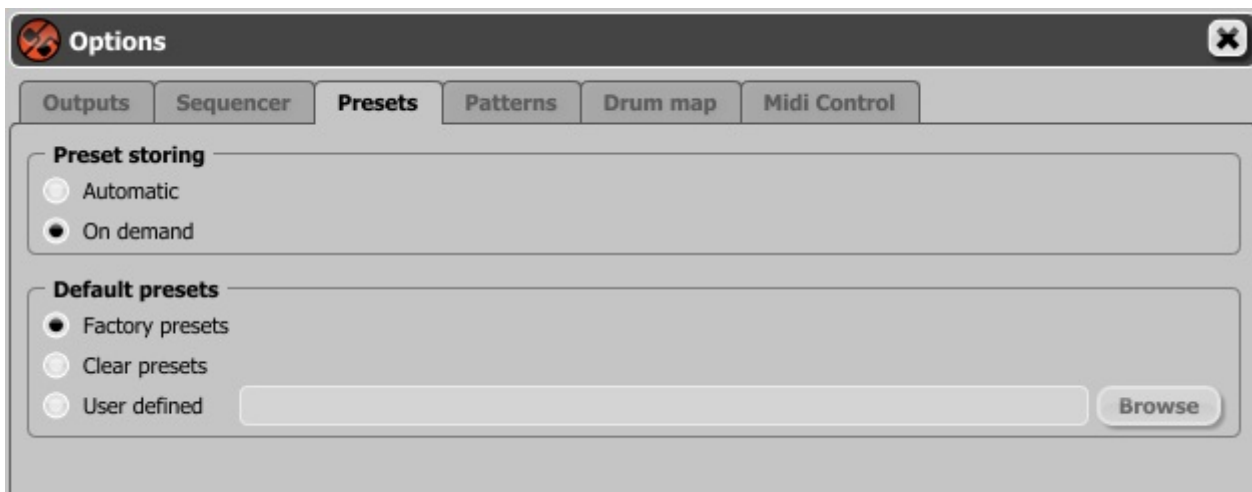 Options
Outputs Sequencer Presets Patterns Drum map Midi Control
Preset storing
Automatic
On demand
Default presets
Factory presets
Clear presets
User defined Browse